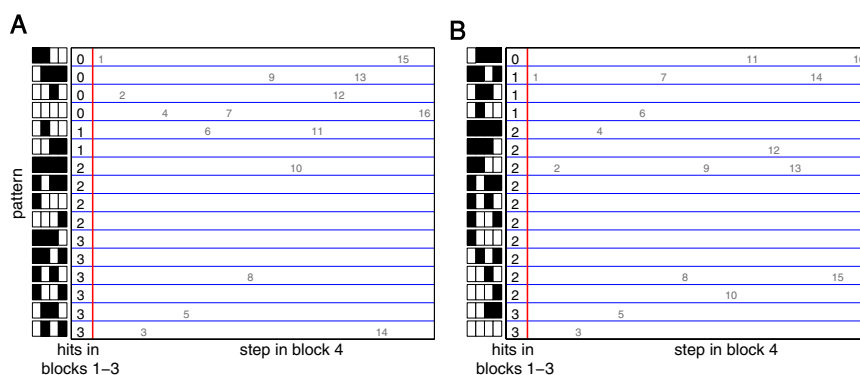 A
B
pattern
0 1 15
0 9 13
0 2 12
0 4 7 16
1 6 11
1
2 10
2
2
2
3
3
3 8
3
3 5
3 3 14
hits in
blocks 1–3
step in block 4
0 11
1 1 7 14
1
1 6
2 4
2 12
2 2 9 13
2
2
2
2
2
2 8 15
2 10
3 5
3 3
hits in
blocks 1–3
step in block 4